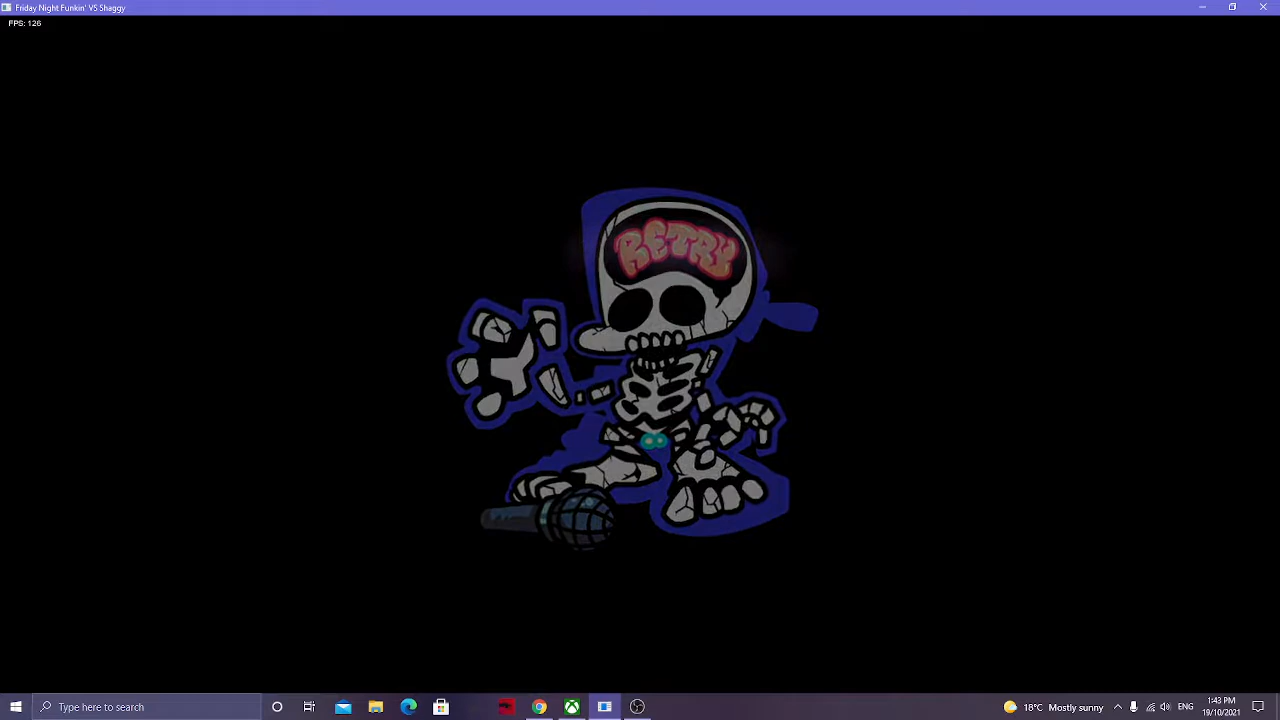 Friday Night Funkin' VS Shaggy
FPS: 126
RETRY
Type here to search
18°C Mostly sunny
ENG
1:43 PM
19/10/2021